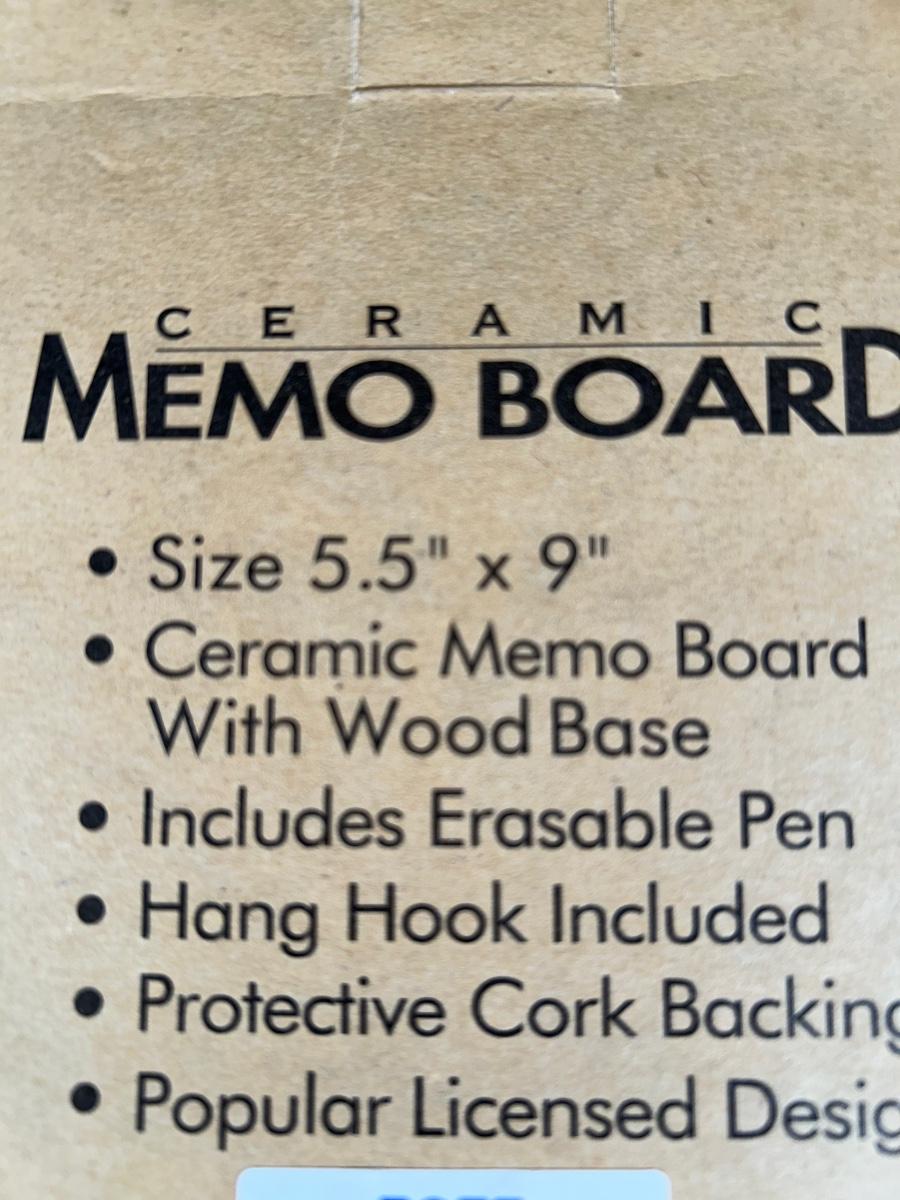 CERAMIC
MEMO BOARD
• Size 5.5" x 9"
• Ceramic Memo Board
With Wood Base
• Includes Erasable Pen
• Hang Hook Included
• Protective Cork Backing
• Popular Licensed Desig